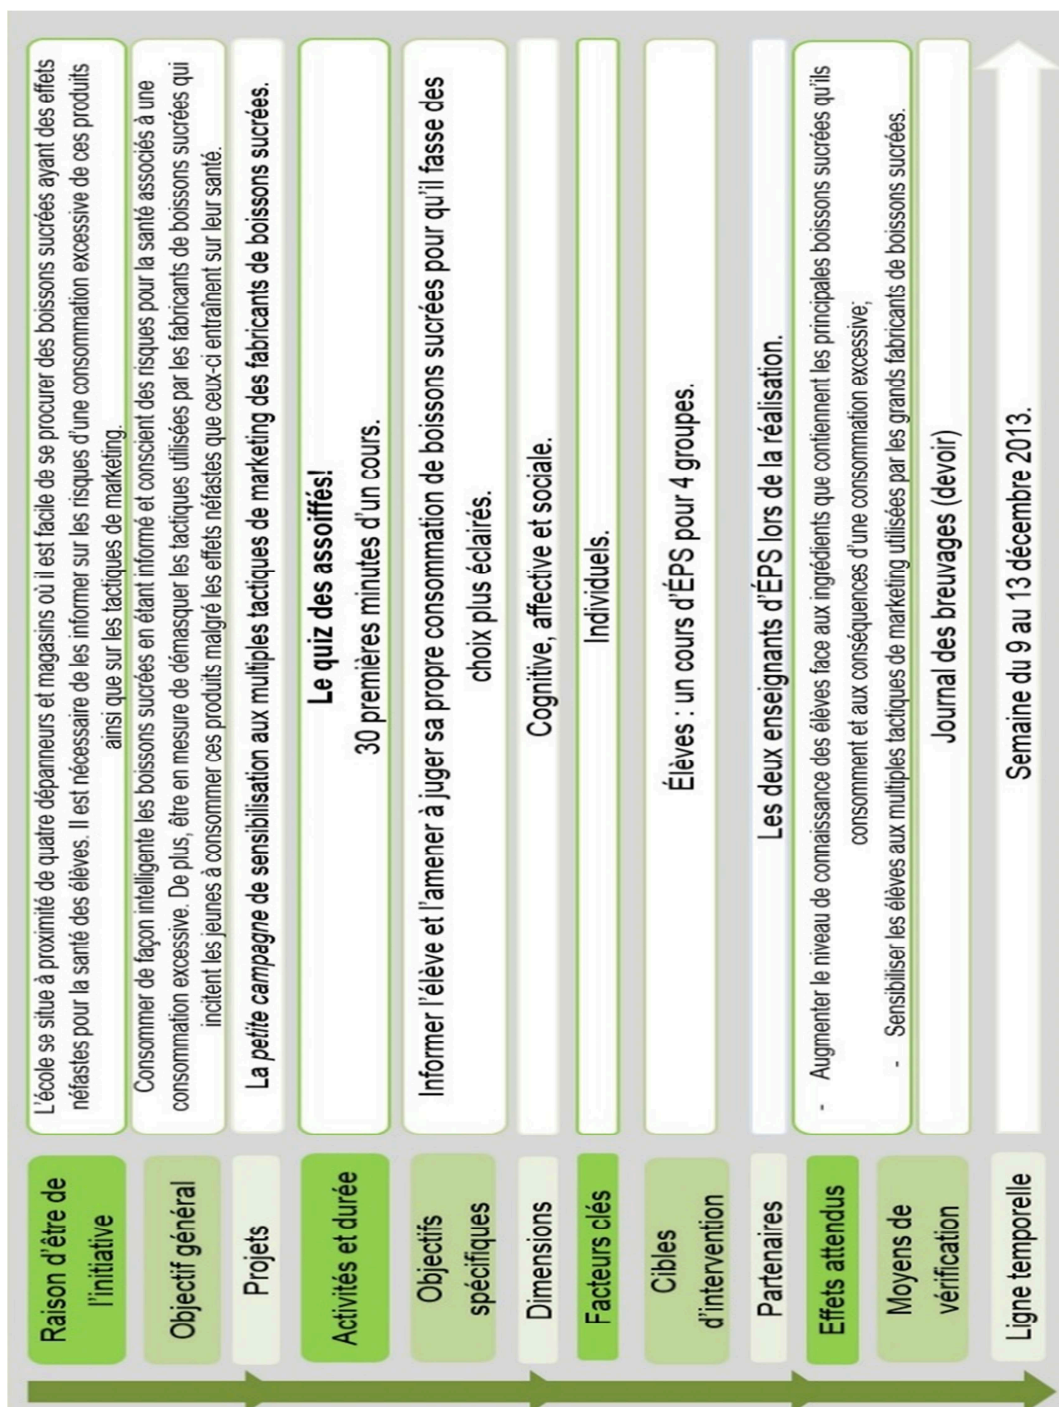 Raison d'être de
l'initiative
L'école se situe à proximité de quatre dépanneurs et magasins où il est facile de se procurer des boissons sucrées ayant des effets
néfastes pour la santé des élèves. Il est nécessaire de les informer sur les risques d'une consommation excessive de ces produits
ainsi que sur les tactiques de marketing.
Objectif général
Consommer de façon intelligente les boissons sucrées en étant informé et conscient des risques pour la santé associés à une
consommation excessive. De plus, être en mesure de démasquer les tactiques utilisées par les fabricants de boissons sucrées qui
incitent les jeunes à consommer ces produits malgré les effets néfastes que ceux-ci entraînent sur leur santé.
Projets
La petite campagne de sensibilisation aux multiples tactiques de marketing des fabricants de boissons sucrées.
Activités et durée
Le quiz des assoiffés!
30 premières minutes d'un cours.
Objectifs
spécifiques
Informer l'élève et l'amener à juger sa propre consommation de boissons sucrées pour qu'il fasse des
choix plus éclairés.
Dimensions
Cognitive, affective et sociale.
Facteurs clés
Individuels.
Cibles
d'intervention
Élèves : un cours d'ÉPS pour 4 groupes.
Partenaires
Les deux enseignants d'ÉPS lors de la réalisation.
Effets attendus
- Augmenter le niveau de connaissance des élèves face aux ingrédients que contiennent les principales boissons sucrées qu'ils
consomment et aux conséquences d'une consommation excessive;
- Sensibiliser les élèves aux multiples tactiques de marketing utilisées par les grands fabricants de boissons sucrées.
Moyens de
vérification
Journal des breuvages (devoir)
Ligne temporelle
Semaine du 9 au 13 décembre 2013.